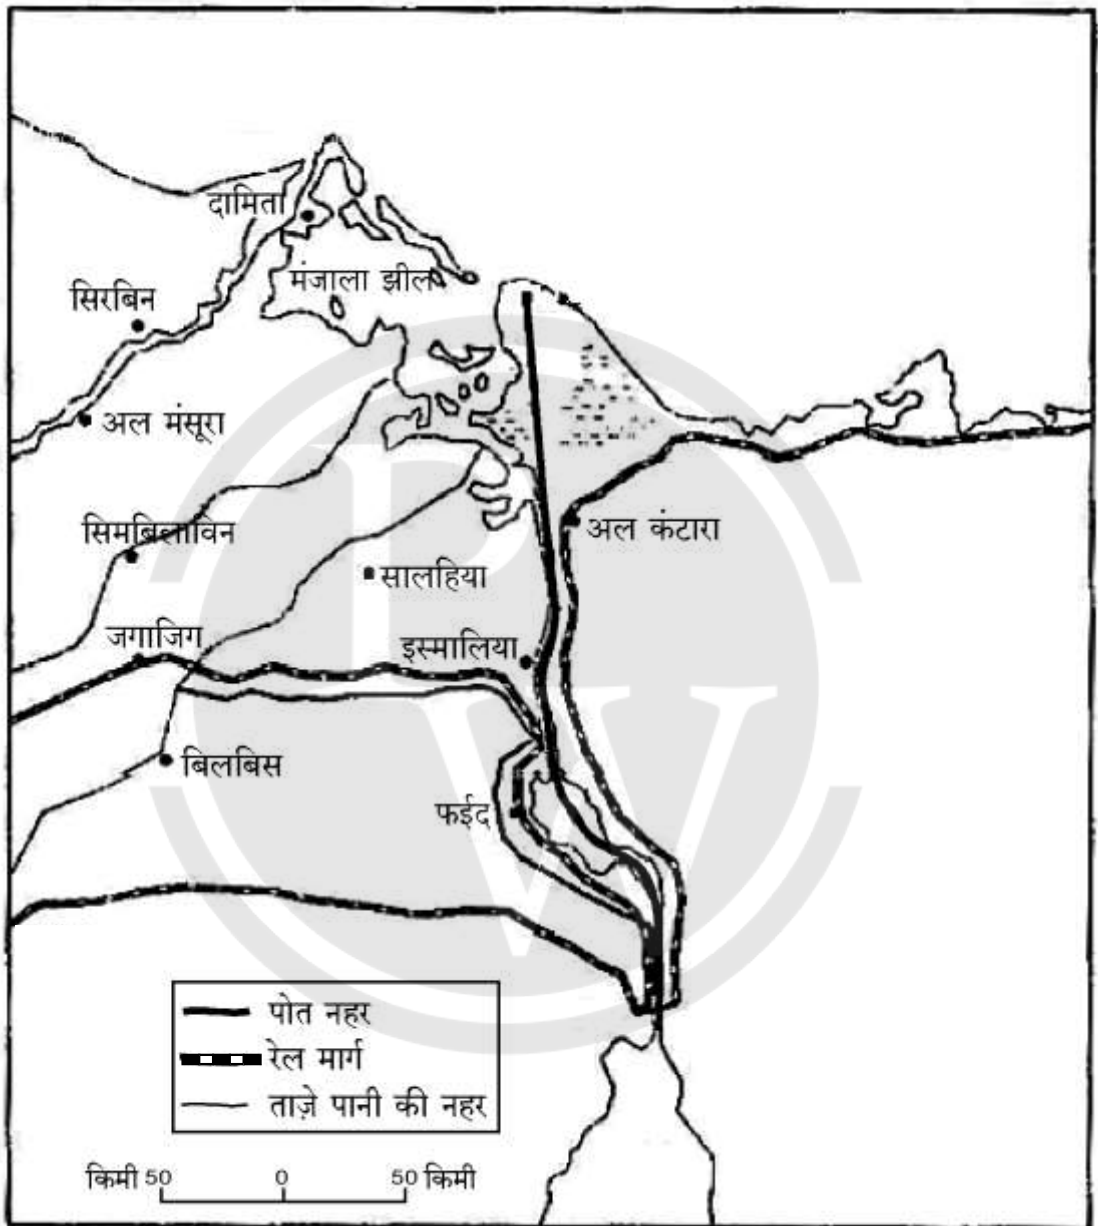 दामिता
मंजाला झील
सिरबिन
अल मंसूरा
सिमबिलाविन
अल कंटारा
सालहिया
जगाजिग
इस्मालिया
बिलबिस
फईद
पोत नहर
रेल मार्ग
ताज़े पानी की नहर
किमी 50 0 50 किमी